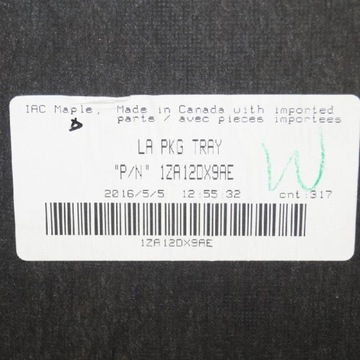 IAC Maple, Made in Canada with imported
parts / avec pieces importees
LA PKG TRAY
"P/N" 1ZA12DX9AE
2016/5/5 12:55:32 cnt:317
W
1ZA12DX9AE